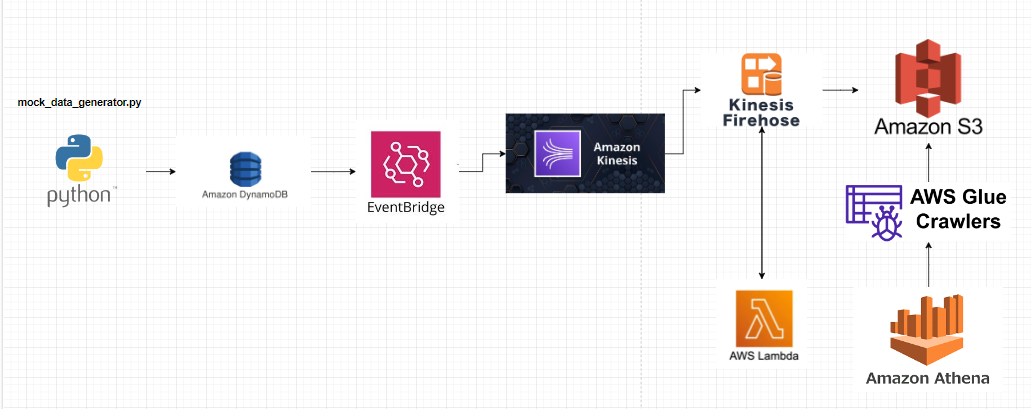 mock_data_generator.py
python™
Amazon DynamoDB
EventBridge
Amazon
Kinesis
Kinesis
Firehose
Amazon S3
AWS Glue
Crawlers
AWS Lambda
Amazon Athena